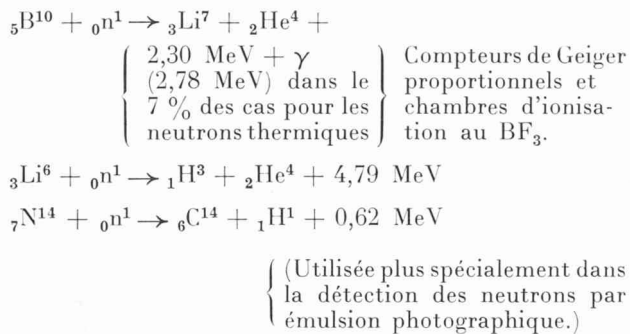 ₅B¹⁰ + ₀n¹ → ₃Li⁷ + ₂He⁴ +
2,30 MeV + γ
(2,78 MeV) dans le
7 % des cas pour les
neutrons thermiques
Compteurs de Geiger
proportionnels et
chambres d'ionisa-
tion au BF₃.
₃Li⁶ + ₀n¹ → ₁H³ + ₂He⁴ + 4,79 MeV
₇N¹⁴ + ₀n¹ → ₆C¹⁴ + ₁H¹ + 0,62 MeV
(Utilisée plus spécialement dans
la détection des neutrons par
émulsion photographique.)